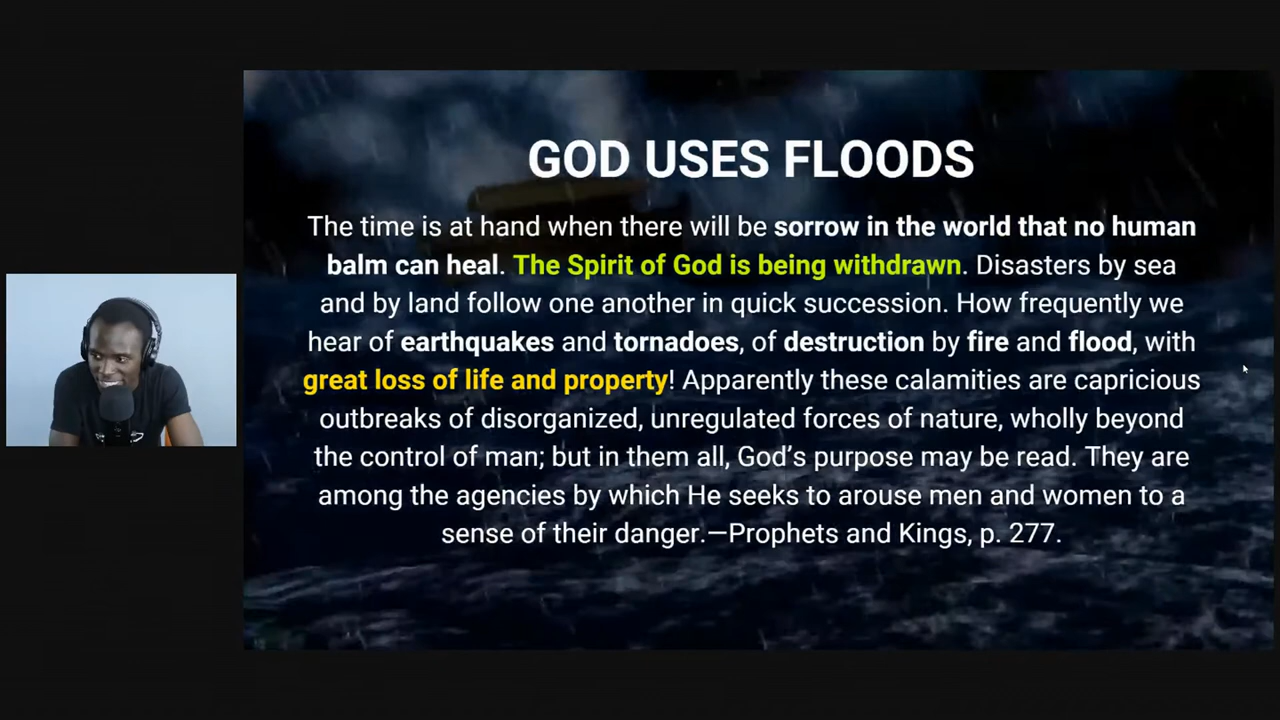 GOD USES FLOODS
The time is at hand when there will be sorrow in the world that no human
balm can heal. The Spirit of God is being withdrawn. Disasters by sea
and by land follow one another in quick succession. How frequently we
hear of earthquakes and tornadoes, of destruction by fire and flood, with
great loss of life and property! Apparently these calamities are capricious
outbreaks of disorganized, unregulated forces of nature, wholly beyond
the control of man; but in them all, God’s purpose may be read. They are
among the agencies by which He seeks to arouse men and women to a
sense of their danger.—Prophets and Kings, p. 277.